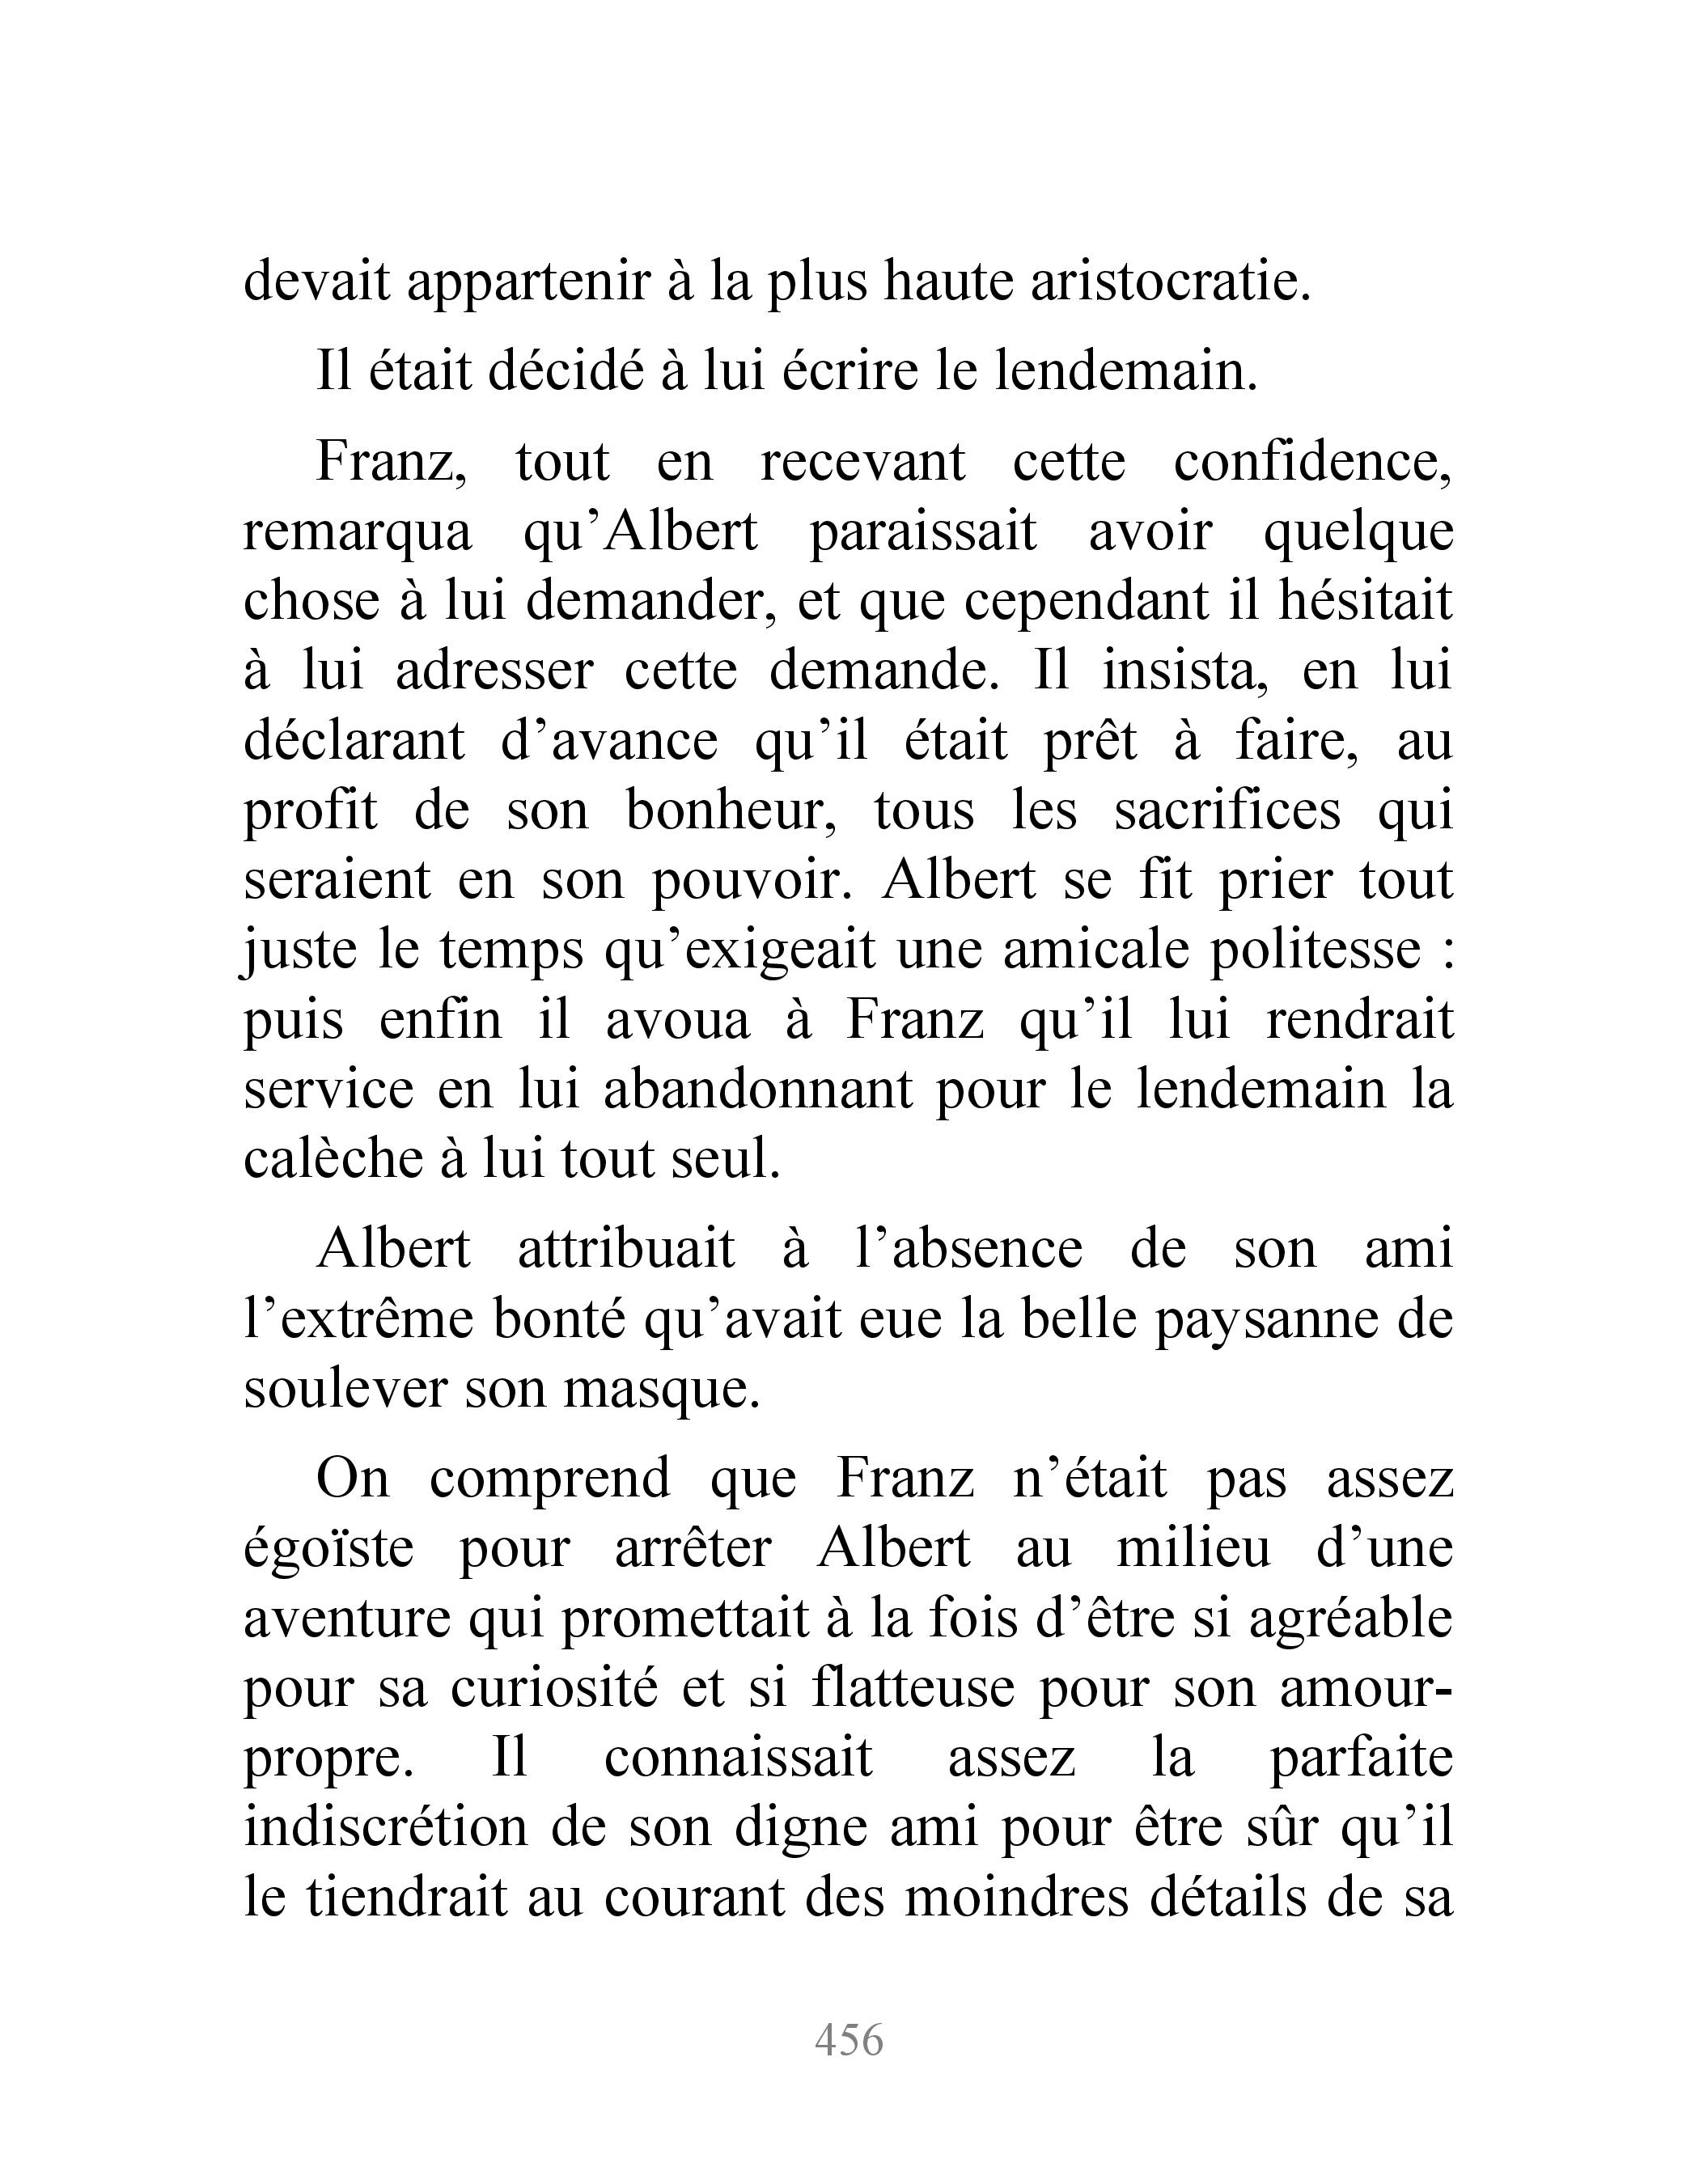 devait appartenir à la plus haute aristocratie.
Il était décidé à lui écrire le lendemain.
Franz, tout en recevant cette confidence,
remarqua qu’Albert paraissait avoir quelque
chose à lui demander, et que cependant il hésitait
à lui adresser cette demande. Il insista, en lui
déclarant d’avance qu’il était prêt à faire, au
profit de son bonheur, tous les sacrifices qui
seraient en son pouvoir. Albert se fit prier tout
juste le temps qu’exigeait une amicale politesse :
puis enfin il avoua à Franz qu’il lui rendrait
service en lui abandonnant pour le lendemain la
calèche à lui tout seul.
Albert attribuait à l’absence de son ami
l’extrême bonté qu’avait eue la belle paysanne de
soulever son masque.
On comprend que Franz n’était pas assez
égoïste pour arrêter Albert au milieu d’une
aventure qui promettait à la fois d’être si agréable
pour sa curiosité et si flatteuse pour son amour-
propre. Il connaissait assez la parfaite
indiscrétion de son digne ami pour être sûr qu’il
le tiendrait au courant des moindres détails de sa
456